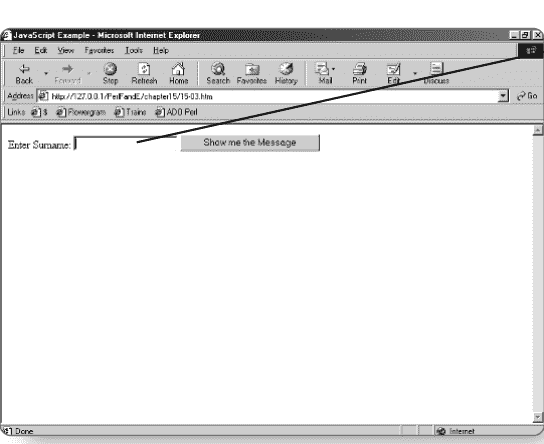 JavaScript Example - Microsoft Internet Explorer
File Edit View Favorites Tools Help
Back Forward Stop Refresh Home Search Favorites History Mail Print Edit Discuss
Address http://127.0.0.1/PerlFandE/chapter15/15-03.htm Go
Links $ Flowergram Trains ADO Perl
Enter Surname: Show me the Message
Done Internet